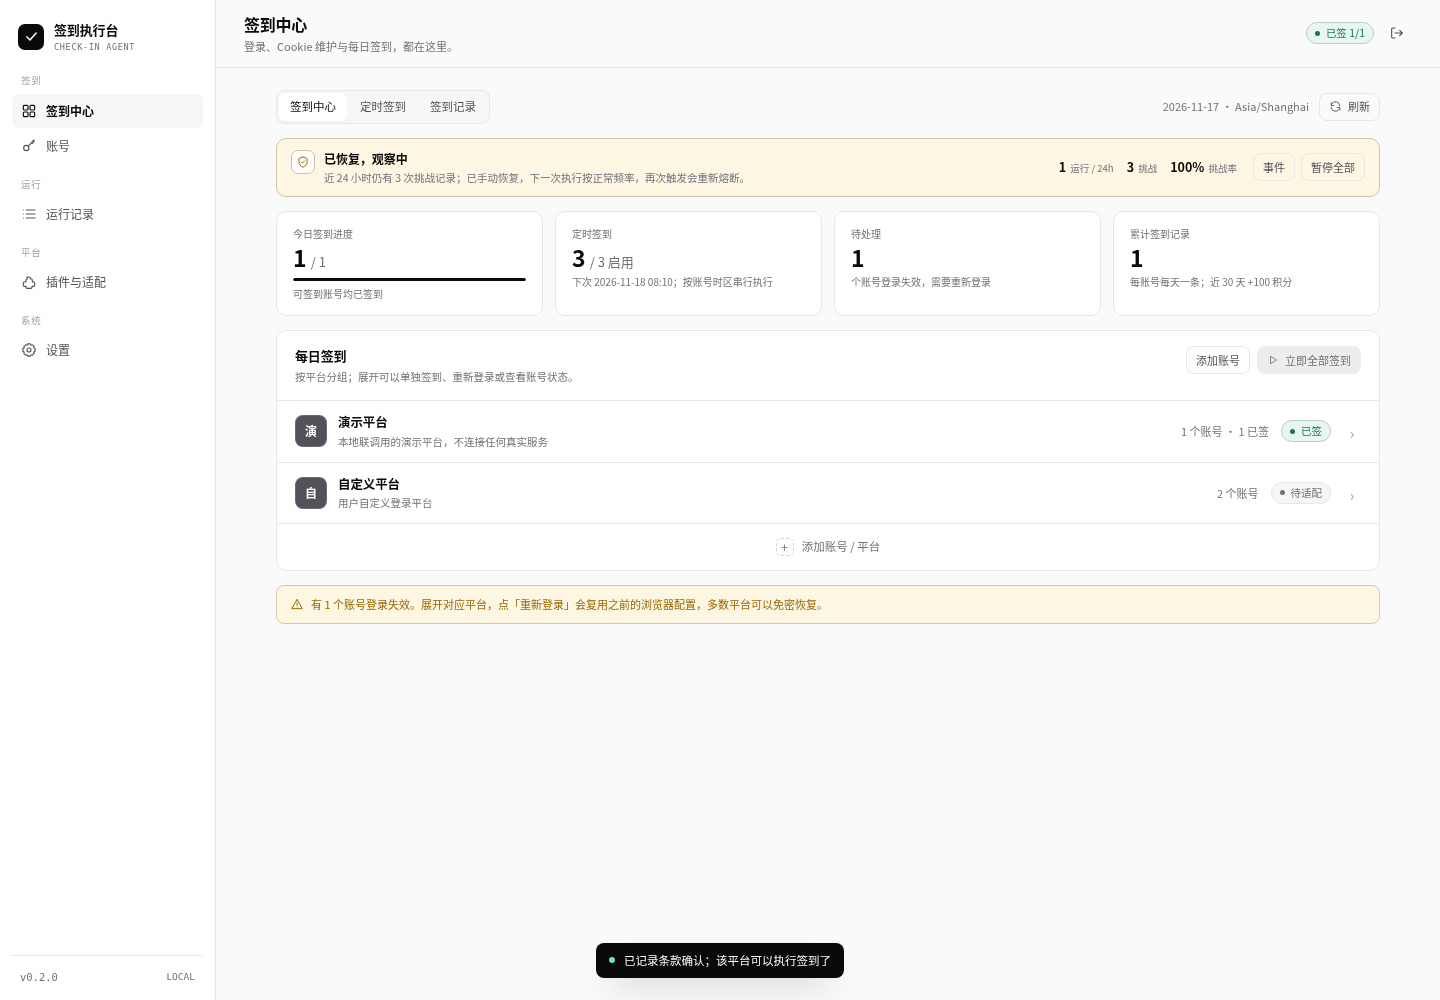 签到执行台
CHECK-IN AGENT
签到
签到中心
账号
运行
运行记录
平台
插件与适配
系统
设置
v0.2.0 LOCAL
签到中心
登录、Cookie 维护与每日签到，都在这里。
已签 1/1
签到中心 定时签到 签到记录
2026-11-17 · Asia/Shanghai 刷新
已恢复，观察中
近 24 小时仍有 3 次挑战记录；已手动恢复，下一次执行按正常频率，再次触发会重新熔断。
1 运行 / 24h 3 挑战 100% 挑战率 事件 暂停全部
今日签到进度
1 / 1
可签到账号均已签到
定时签到
3 / 3 启用
下次 2026-11-18 08:10；按账号时区串行执行
待处理
1
个账号登录失效，需要重新登录
累计签到记录
1
每账号每天一条；近 30 天 +100 积分
每日签到
按平台分组；展开可以单独签到、重新登录或查看账号状态。
添加账号 立即全部签到
演
演示平台
本地联调用的演示平台，不连接任何真实服务
1 个账号 · 1 已签 已签
自
自定义平台
用户自定义登录平台
2 个账号 待适配
+ 添加账号 / 平台
有 1 个账号登录失效。展开对应平台，点「重新登录」会复用之前的浏览器配置，多数平台可以免密恢复。
已记录条款确认；该平台可以执行签到了